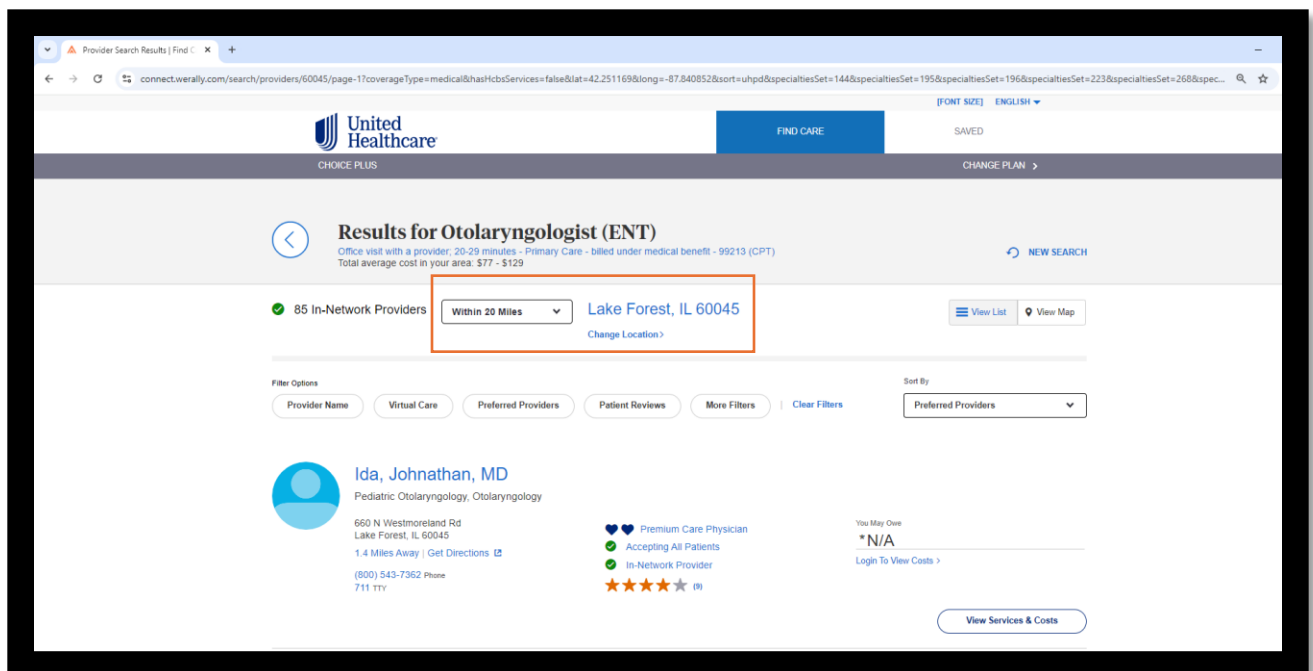 Provider Search Results | Find C
connect.werally.com/search/providers/60045/page-1?coverageType=medical&hasHcbsServices=false&lat=42.251169&long=-87.840852&sort=uhpd&specialtiesSet=144&specialtiesSet=195&specialtiesSet=196&specialtiesSet=223&specialtiesSet=268&spec...
[FONT SIZE] ENGLISH
United
Healthcare
FIND CARE
SAVED
CHOICE PLUS
CHANGE PLAN >
Results for Otolaryngologist (ENT)
Office visit with a provider; 20-29 minutes - Primary Care - billed under medical benefit - 99213 (CPT)
Total average cost in your area: $77 - $129
NEW SEARCH
85 In-Network Providers
Within 20 Miles
Lake Forest, IL 60045
Change Location>
View List
View Map
Filter Options
Sort By
Provider Name
Virtual Care
Preferred Providers
Patient Reviews
More Filters
| Clear Filters
Preferred Providers
Ida, Johnathan, MD
Pediatric Otolaryngology, Otolaryngology
660 N Westmoreland Rd
Lake Forest, IL 60045
1.4 Miles Away | Get Directions
(800) 543-7362 Phone
711 TTY
Premium Care Physician
Accepting All Patients
In-Network Provider
(9)
You May Owe
*N/A
Login To View Costs >
View Services & Costs